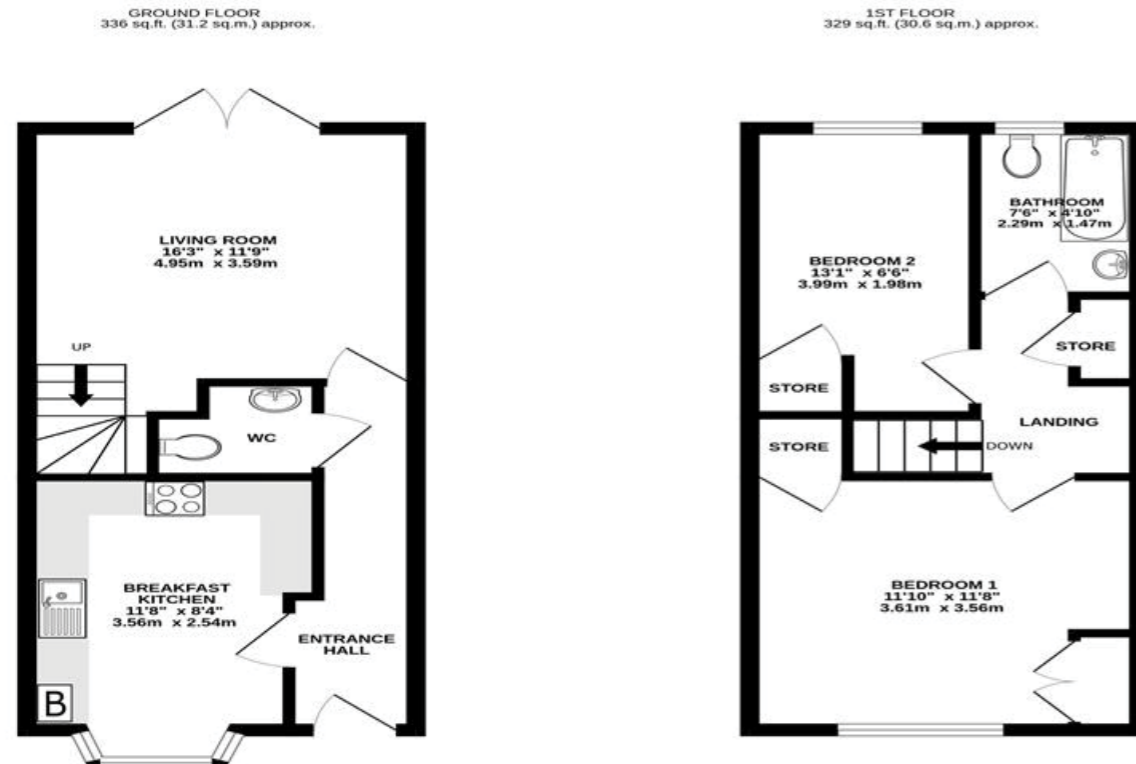 GROUND FLOOR
336 sq.ft. (31.2 sq.m.) approx.
LIVING ROOM
16'3" x 11'9"
4.95m x 3.59m
UP
WC
BREAKFAST
KITCHEN
11'8" x 8'4"
3.56m x 2.54m
ENTRANCE
HALL
B
1ST FLOOR
329 sq.ft. (30.6 sq.m.) approx.
BATHROOM
7'6" x 4'10"
2.29m x 1.47m
BEDROOM 2
13'1" x 6'6"
3.99m x 1.98m
STORE
STORE
LANDING
STORE
DOWN
BEDROOM 1
11'10" x 11'8"
3.61m x 3.56m